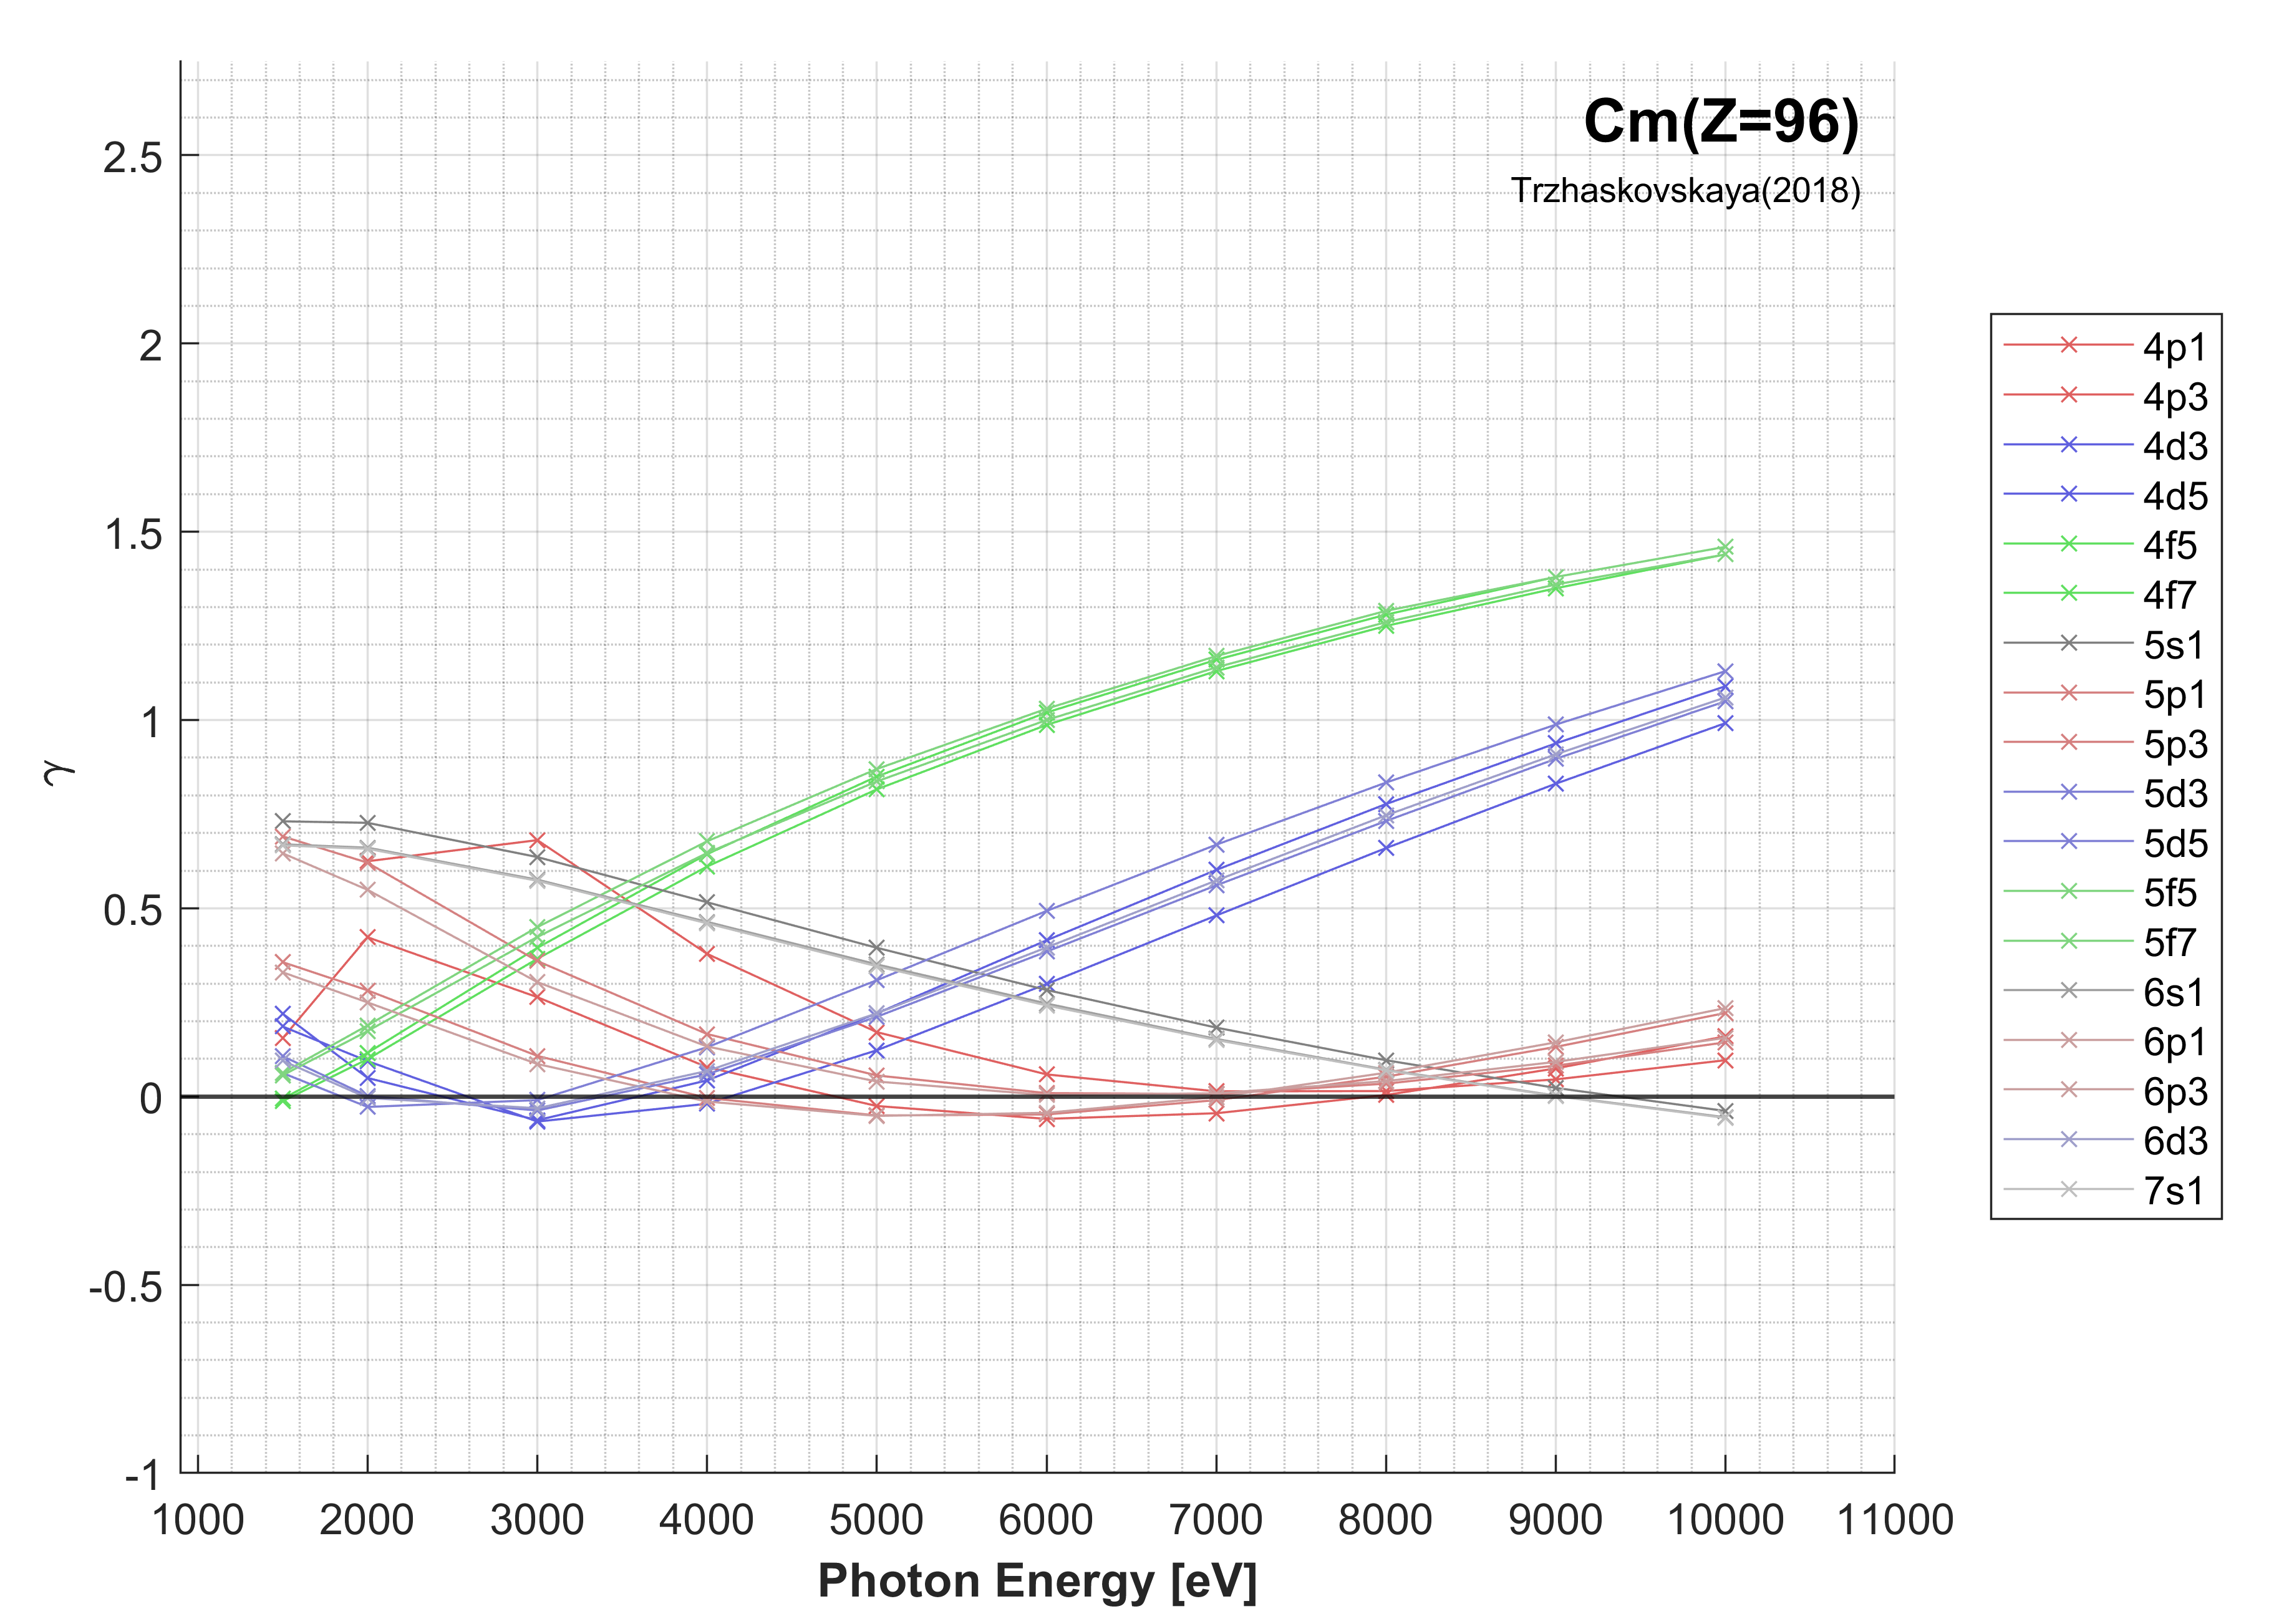 Cm(Z=96)
Trzhaskovskaya(2018)
2.5
2
1.5
1
0.5
0
-0.5
-1
γ
1000 2000 3000 4000 5000 6000 7000 8000 9000 10000 11000
Photon Energy [eV]
4p1
4p3
4d3
4d5
4f5
4f7
5s1
5p1
5p3
5d3
5d5
5f5
5f7
6s1
6p1
6p3
6d3
7s1